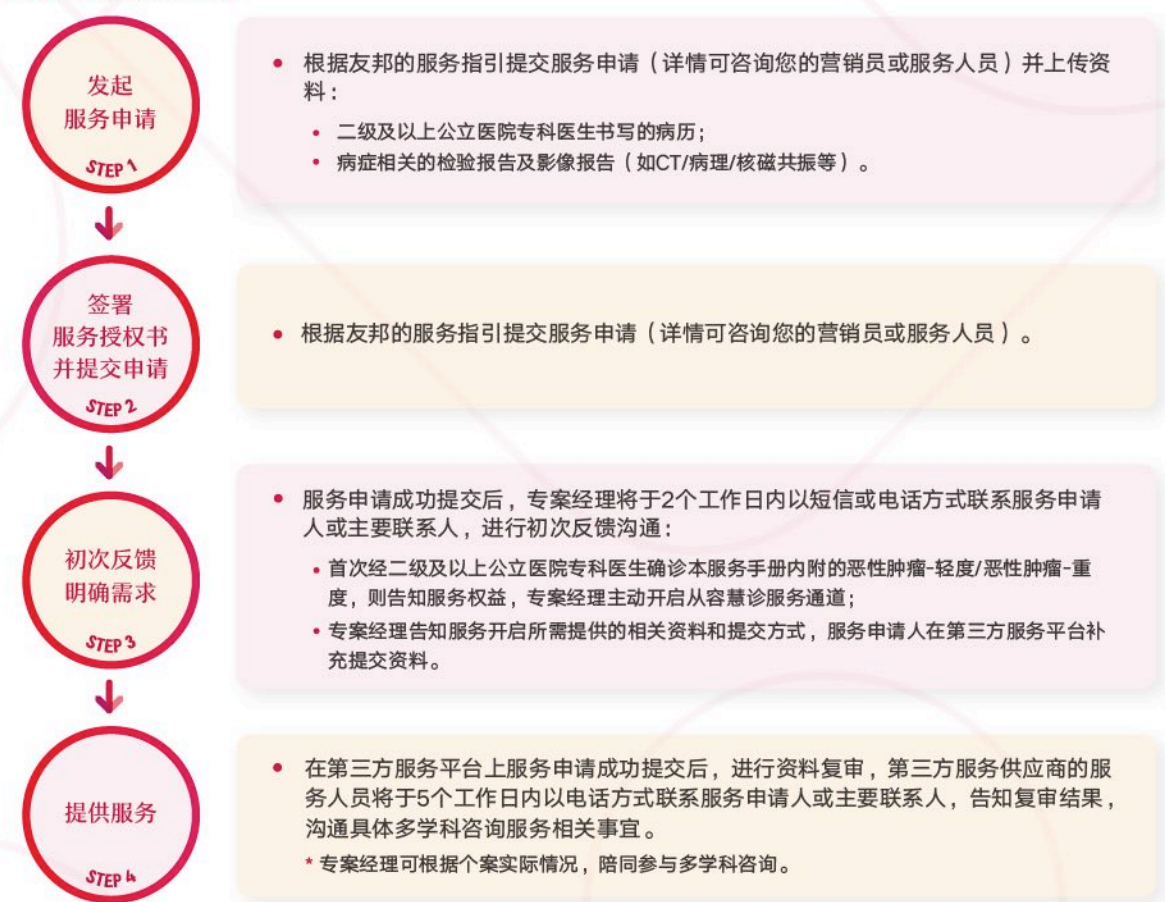 发起
服务申请
STEP 1
• 根据友邦的服务指引提交服务申请（详情可咨询您的营销员或服务人员）并上传资
料：
• 二级及以上公立医院专科医生书写的病历；
• 病症相关的检验报告及影像报告（如CT/病理/核磁共振等）。
签署
服务授权书
并提交申请
STEP 2
• 根据友邦的服务指引提交服务申请（详情可咨询您的营销员或服务人员）。
初次反馈
明确需求
STEP 3
• 服务申请成功提交后，专案经理将于2个工作日内以短信或电话方式联系服务申请
人或主要联系人，进行初次反馈沟通：
• 首次经二级及以上公立医院专科医生确诊本服务手册内附的恶性肿瘤-轻度/恶性肿瘤-重
度，则告知服务权益，专案经理主动开启从容慧诊服务通道；
• 专案经理告知服务开启所需提供的相关资料和提交方式，服务申请人在第三方服务平台补
充提交资料。
提供服务
STEP 4
• 在第三方服务平台上服务申请成功提交后，进行资料复审，第三方服务供应商的服
务人员将于5个工作日内以电话方式联系服务申请人或主要联系人，告知复审结果，
沟通具体多学科咨询服务相关事宜。
* 专案经理可根据个案实际情况，陪同参与多学科咨询。